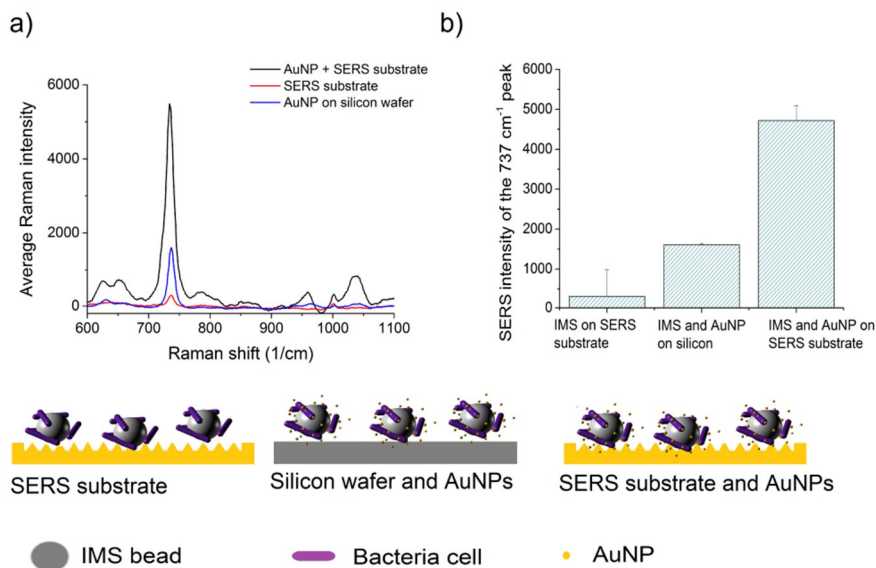 a)
Average Raman intensity
6000
4000
2000
0
600
700
800
900
1000
1100
Raman shift (1/cm)
AuNP + SERS substrate
SERS substrate
AuNP on silicon wafer
b)
SERS intensity of the 737 cm⁻¹ peak
6000
5000
4000
3000
2000
1000
0
IMS on SERS
substrate
IMS and AuNP
on silicon
IMS and AuNP on
SERS substrate
SERS substrate
Silicon wafer and AuNPs
SERS substrate and AuNPs
IMS bead
Bacteria cell
AuNP